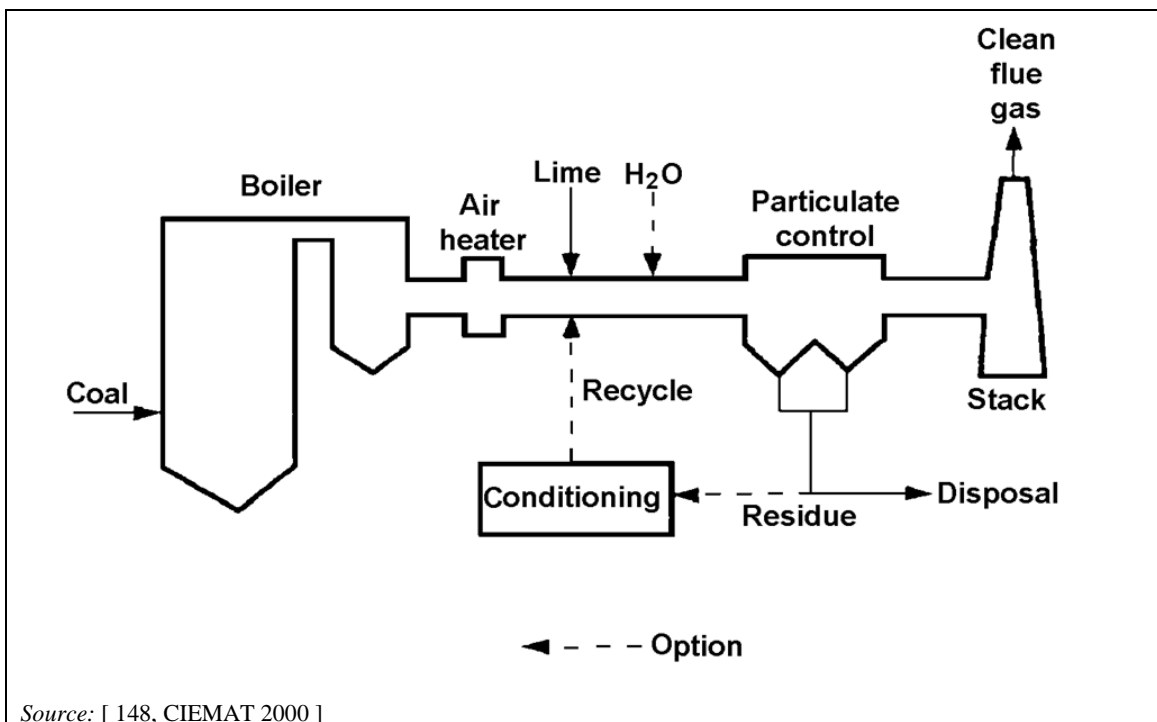 Clean
flue
gas
Boiler
Air
heater
Lime
H₂O
Particulate
control
Coal
Recycle
Stack
Conditioning
Residue
Disposal
Option
Source: [ 148, CIEMAT 2000 ]